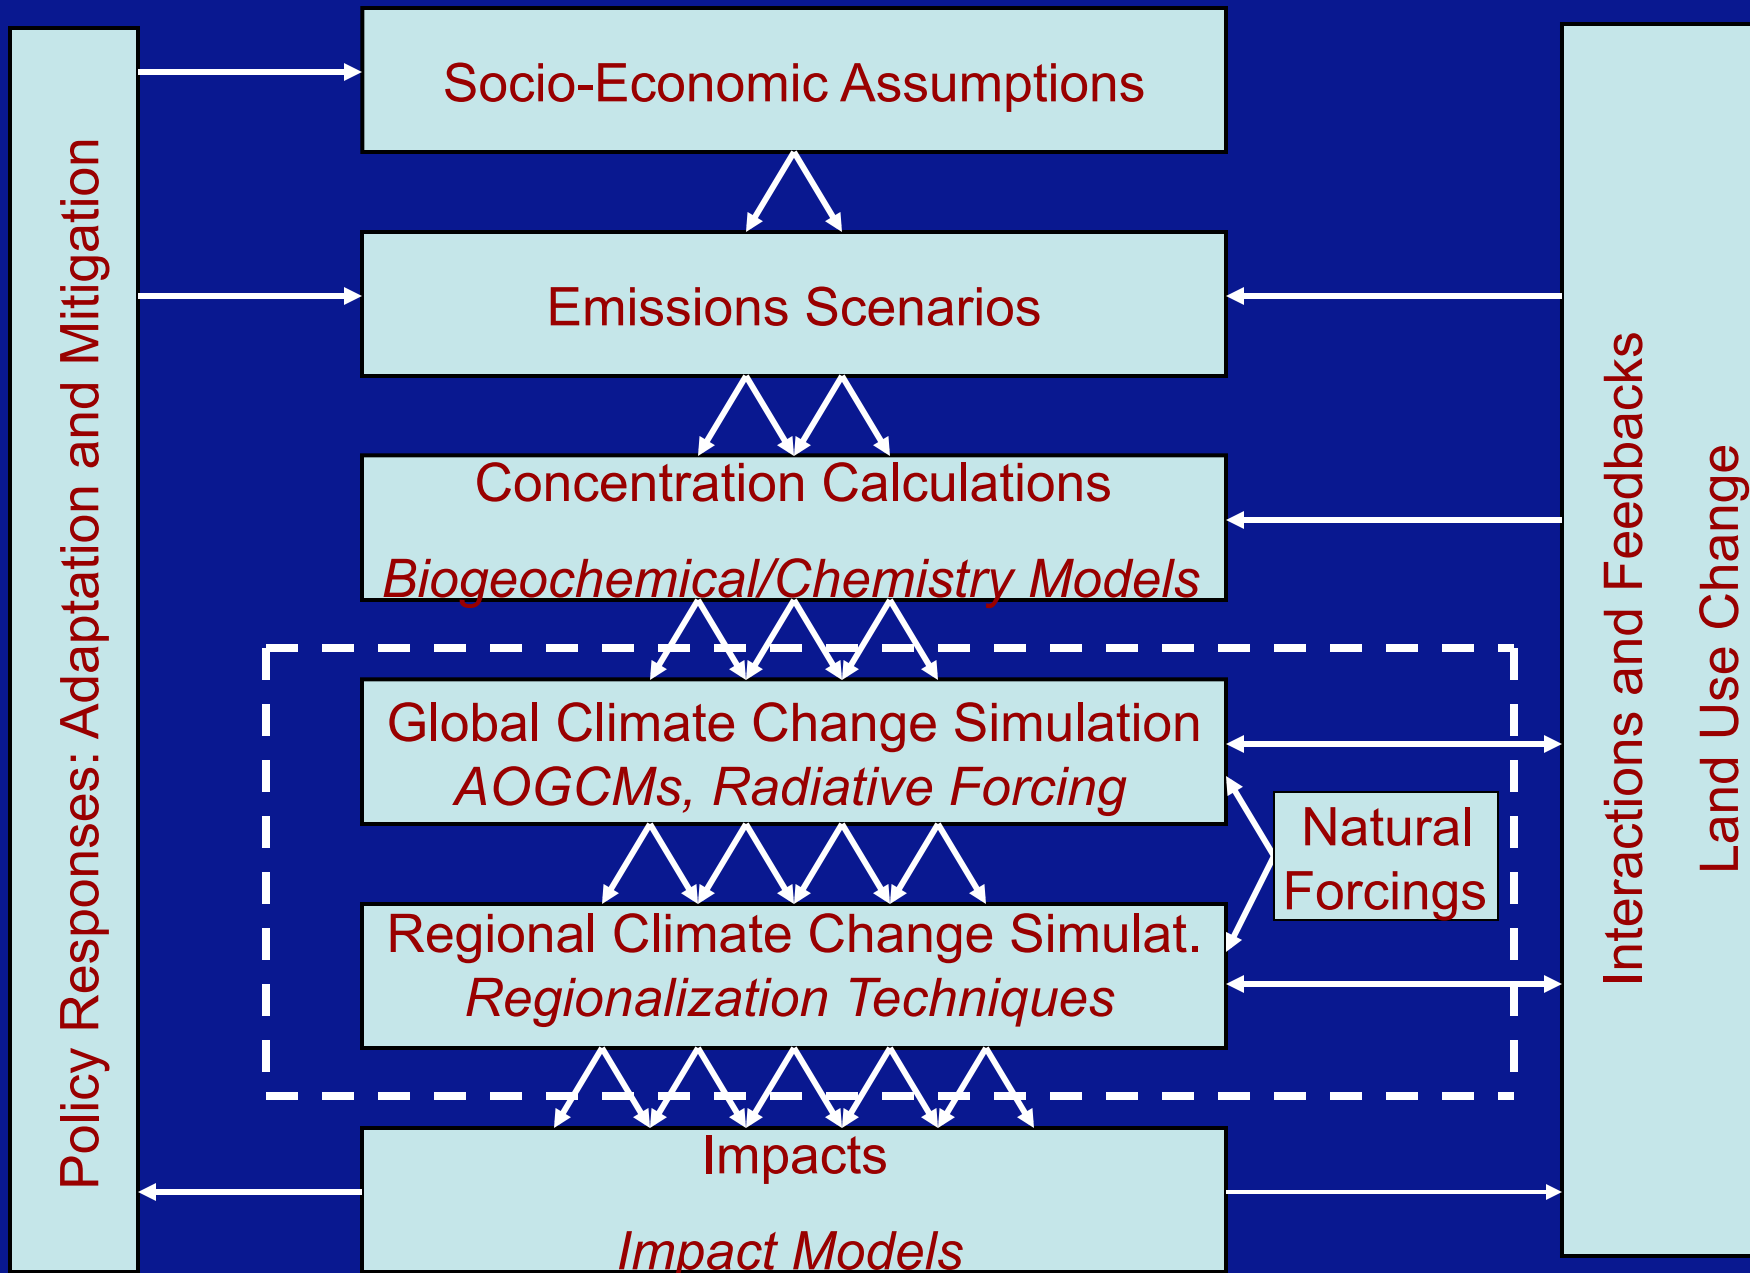 Policy Responses: Adaptation and Mitigation
Socio-Economic Assumptions
Emissions Scenarios
Concentration Calculations
Biogeochemical/Chemistry Models
Global Climate Change Simulation
AOGCMs, Radiative Forcing
Natural
Forcings
Regional Climate Change Simulat.
Regionalization Techniques
Impacts
Impact Models
Interactions and Feedbacks
Land Use Change